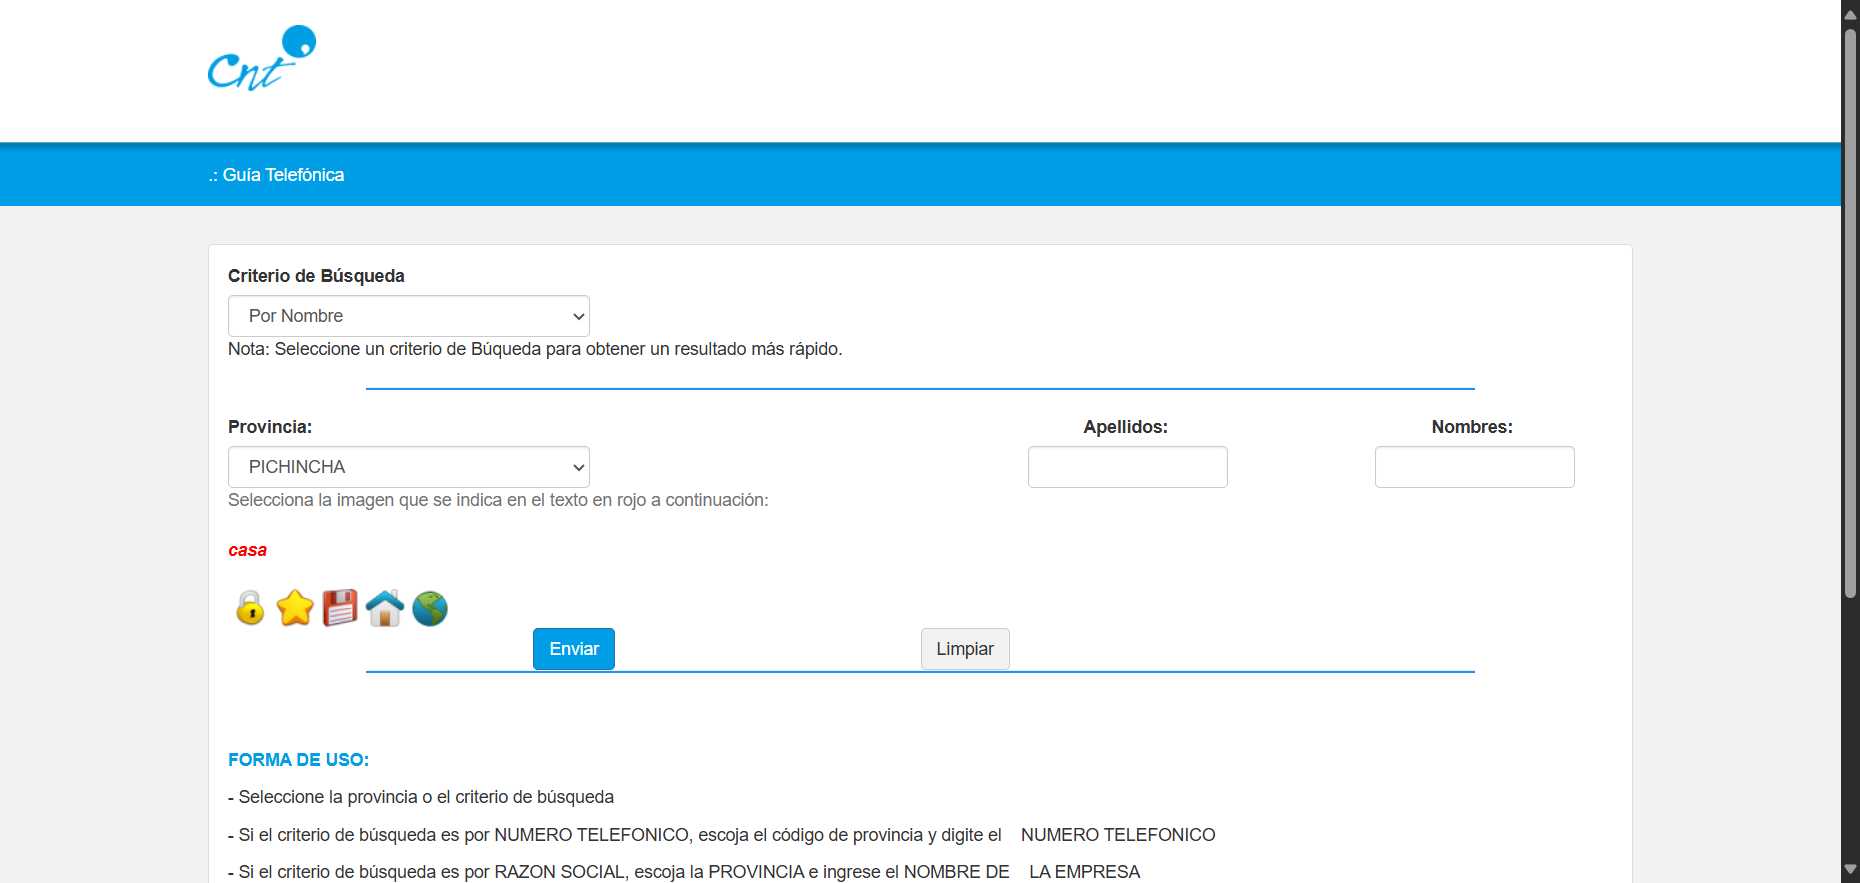 Cnt
.: Guía Telefónica
Criterio de Búsqueda
Por Nombre
Nota: Seleccione un criterio de Búqueda para obtener un resultado más rápido.
Provincia:
Apellidos:
Nombres:
PICHINCHA
Selecciona la imagen que se indica en el texto en rojo a continuación:
casa
Enviar
Limpiar
FORMA DE USO:
- Seleccione la provincia o el criterio de búsqueda
- Si el criterio de búsqueda es por NUMERO TELEFONICO, escoja el código de provincia y digite el NUMERO TELEFONICO
- Si el criterio de búsqueda es por RAZON SOCIAL, escoja la PROVINCIA e ingrese el NOMBRE DE LA EMPRESA